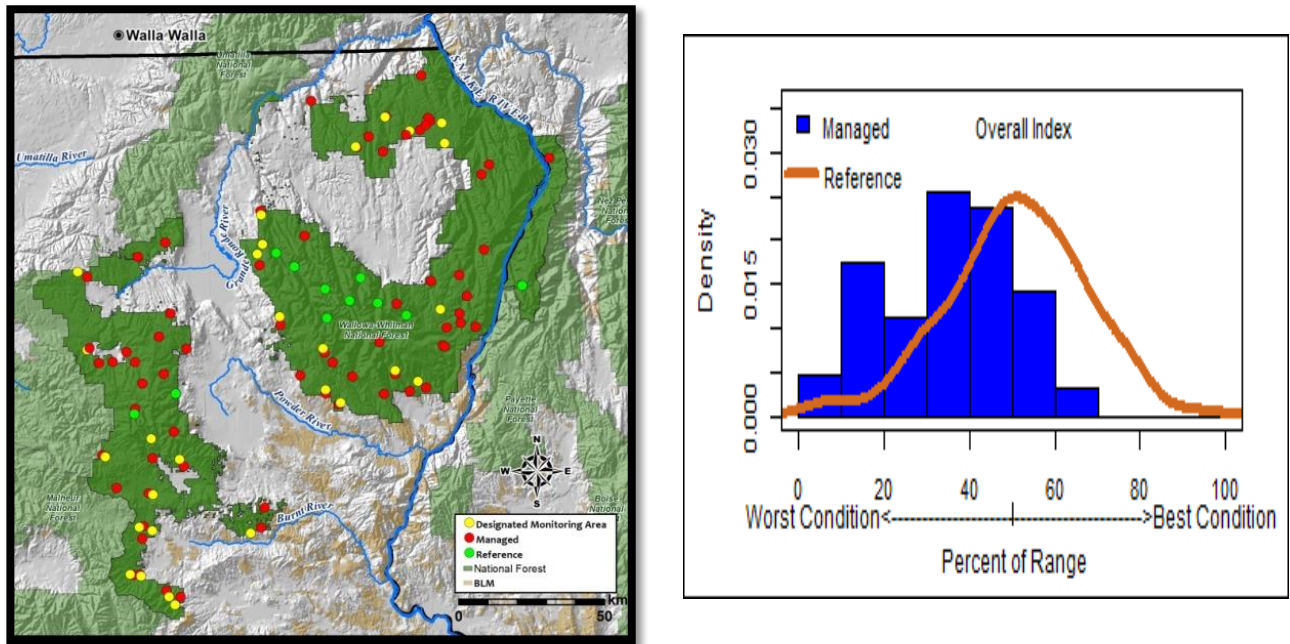 Walla Walla
Umatilla
National
Forest
SNAKE RIVER
Umatilla River
Grande Ronde River
Nez Pe
National
Forest
Wallowa-Whitman
National Forest
Powder River
Payette
National
Forest
N
W E
S
Malheur
National
Forest
Boise
Burnt River
Designated Monitoring Area
Managed
Reference
National Forest
BLM
km
0 50
Managed
Overall Index
Reference
Density
0.030
0.015
0.000
0 20 40 60 80 100
Worst Condition<-------------------|------------------->Best Condition
Percent of Range